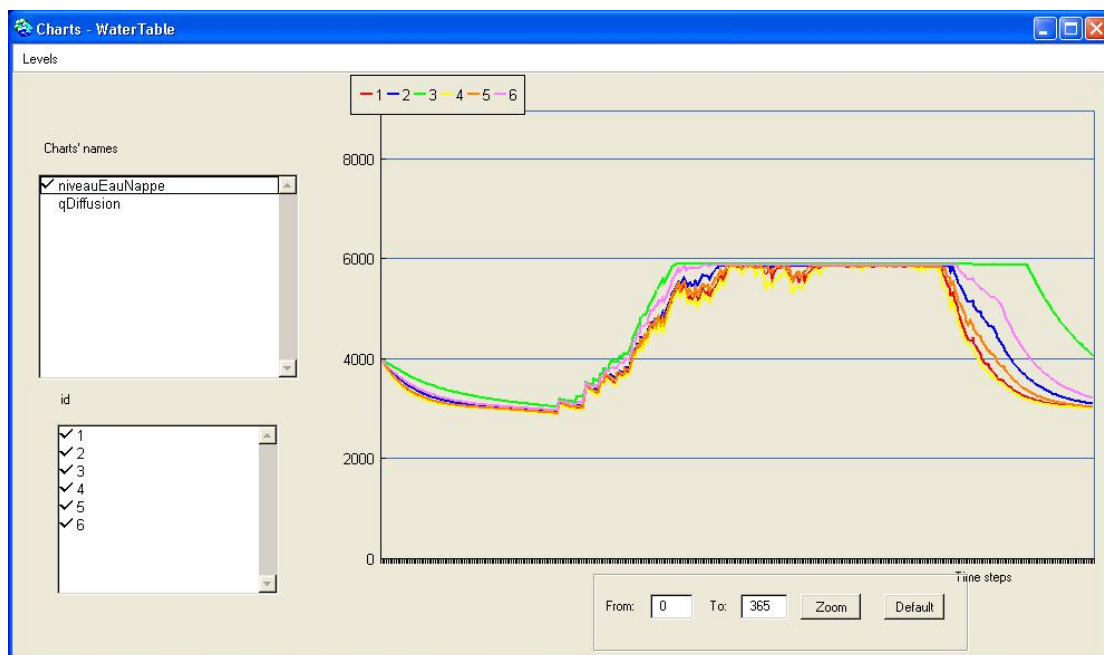 Charts - WaterTable
Levels
1 2 3 4 5 6
Charts' names
niveauEauNappe
qDiffusion
id
1
2
3
4
5
6
8000
6000
4000
2000
0
Time steps
From: 0 To: 365 Zoom Default